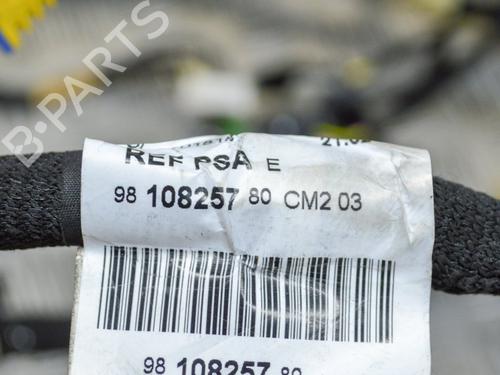 B-PARTS
REF PSA E
98 108257 80 CM2 03
98 108257 80